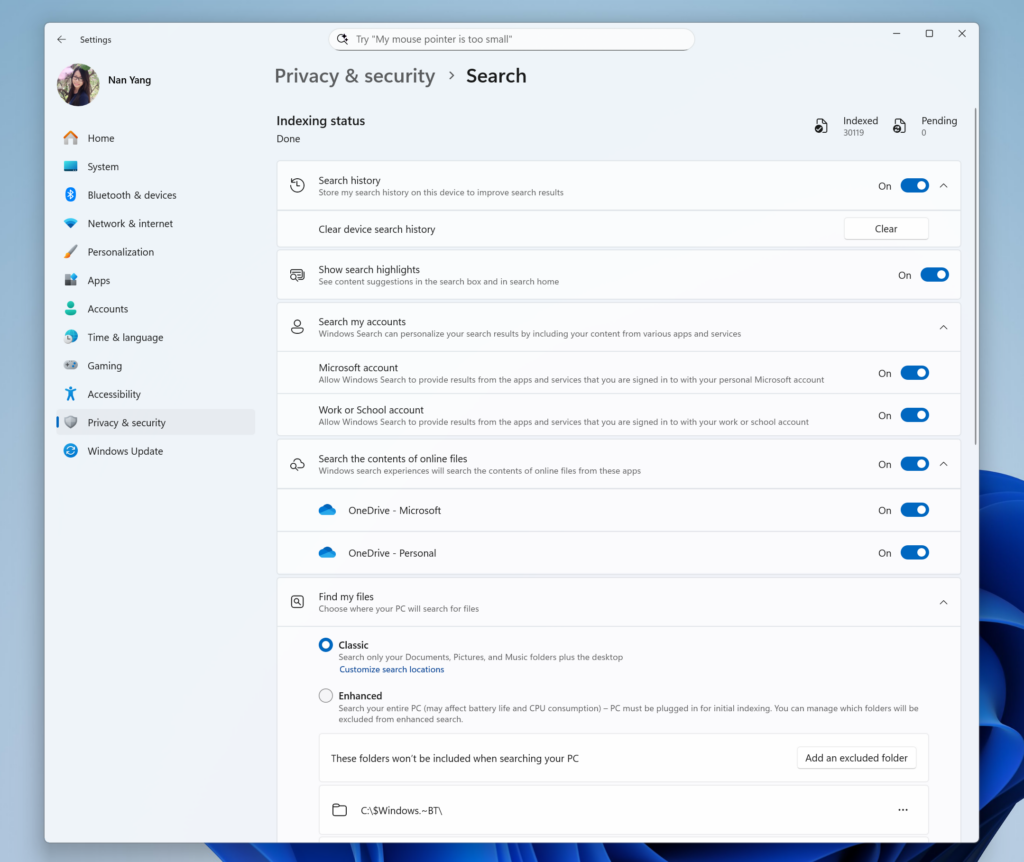 Settings
Try "My mouse pointer is too small"
Nan Yang
Home
System
Bluetooth & devices
Network & internet
Personalization
Apps
Accounts
Time & language
Gaming
Accessibility
Privacy & security
Windows Update
Privacy & security > Search
Indexing status
Done
Indexed
30119
Pending
0
Search history
Store my search history on this device to improve search results
On
Clear device search history
Clear
Show search highlights
See content suggestions in the search box and in search home
On
Search my accounts
Windows Search can personalize your search results by including your content from various apps and services
Microsoft account
Allow Windows Search to provide results from the apps and services that you are signed in to with your personal Microsoft account
On
Work or School account
Allow Windows Search to provide results from the apps and services that you are signed in to with your work or school account
On
Search the contents of online files
Windows search experiences will search the contents of online files from these apps
On
OneDrive - Microsoft
On
OneDrive - Personal
On
Find my files
Choose where your PC will search for files
Classic
Search only your Documents, Pictures, and Music folders plus the desktop
Customize search locations
Enhanced
Search your entire PC (may affect battery life and CPU consumption) – PC must be plugged in for initial indexing. You can manage which folders will be
excluded from enhanced search.
These folders won't be included when searching your PC
Add an excluded folder
C:\$Windows.~BT\